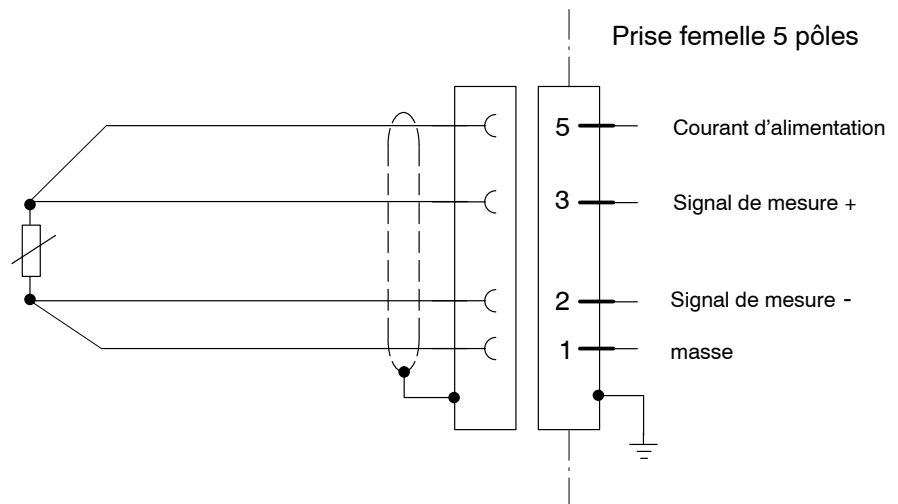 Prise femelle 5 pôles
5 Courant d’alimentation
3 Signal de mesure +
2 Signal de mesure -
1 masse